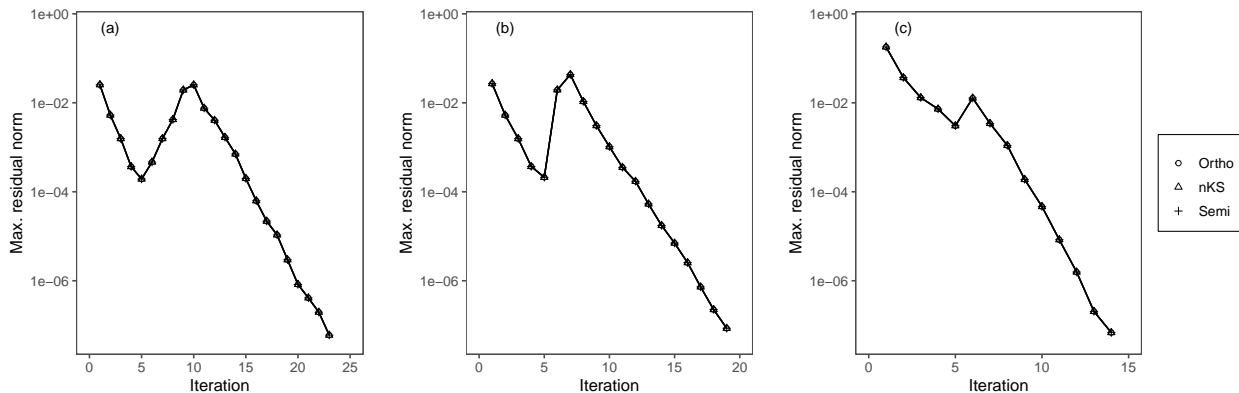 (a)
1e+00
1e−02
1e−04
1e−06
Max. residual norm
0 5 10 15 20 25
Iteration
(b)
1e+00
1e−02
1e−04
1e−06
Max. residual norm
0 5 10 15 20
Iteration
(c)
1e+00
1e−02
1e−04
1e−06
Max. residual norm
0 5 10 15
Iteration
Ortho
nKS
Semi